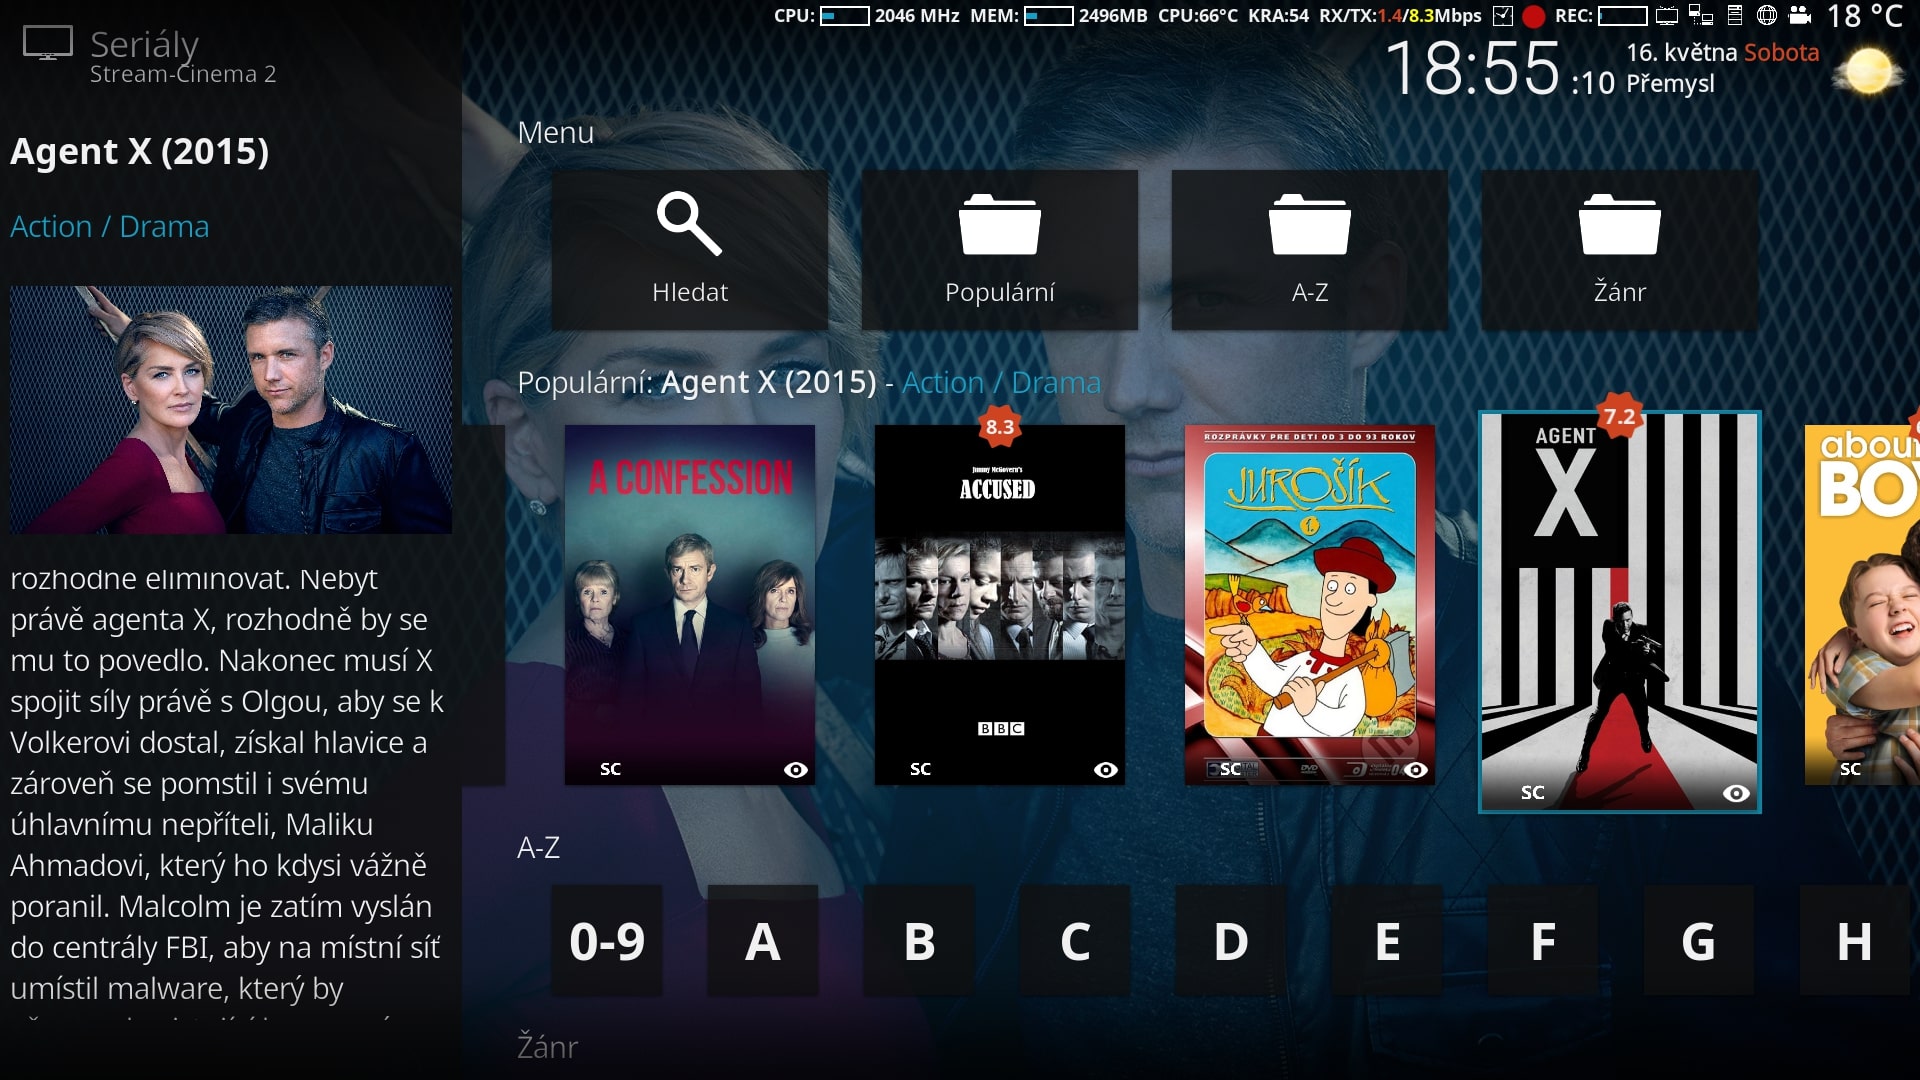 CPU: 2046 MHz MEM: 2496MB CPU:66°C KRA:54 RX/TX:1.4/8.3Mbps REC: 18 °C
Seriály
Stream-Cinema 2
18:55 :10
16. května Sobota
Přemysl
Agent X (2015)
Action / Drama
rozhodne eliminovat. Nebýt
právě agenta X, rozhodně by se
mu to povedlo. Nakonec musí X
spojit síly právě s Olgou, aby se k
Volkerovi dostal, získal hlavice a
zároveň se pomstil i svému
úhlavnímu nepříteli, Maliku
Ahmadovi, který ho kdysi vážně
poranil. Malcolm je zatím vyslán
do centrály FBI, aby na místní síť
umístil malware, který by
Menu
Hledat
Populární
A-Z
Žánr
Populární: Agent X (2015) - Action / Drama
A CONFESSION
SC
8.3
Jimmy McGovern's
ACCUSED
BBC
SC
ROZPRÁVKY PRE DETI OD 3 DO 93 ROKOV
JUROŠÍK
1.
SC
DVD
7.2
AGENT
X
SC
abou
BO
SC
A-Z
0-9 A B C D E F G H
Žánr